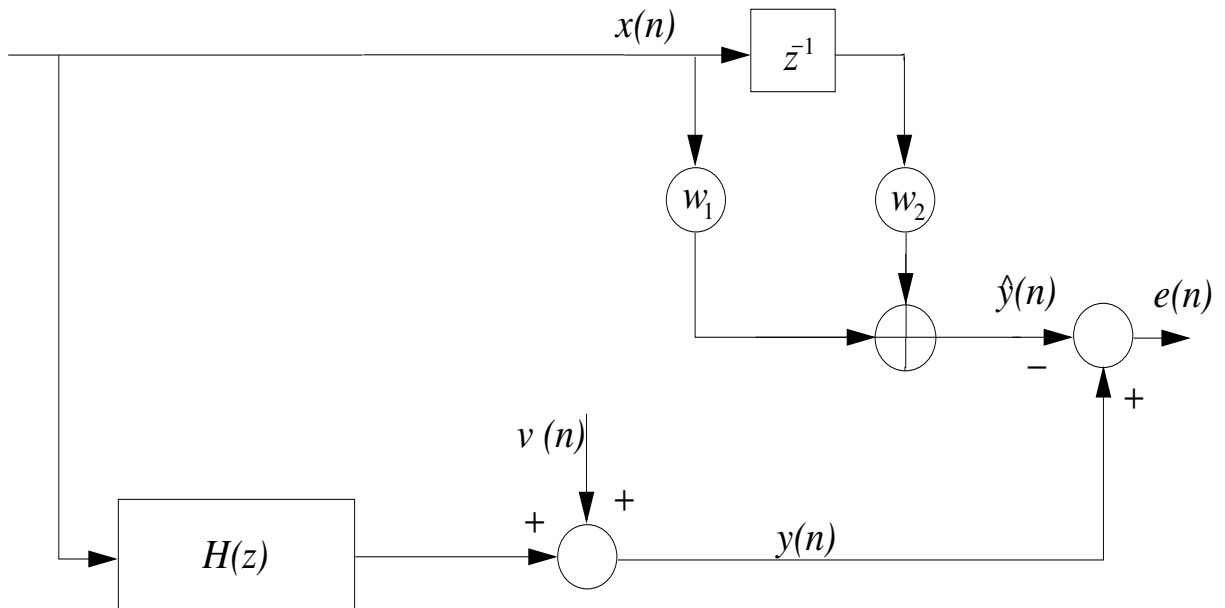 x(n)
z⁻¹
w₁
w₂
ŷ(n)
e(n)
−
+
v (n)
+
+
H(z)
y(n)